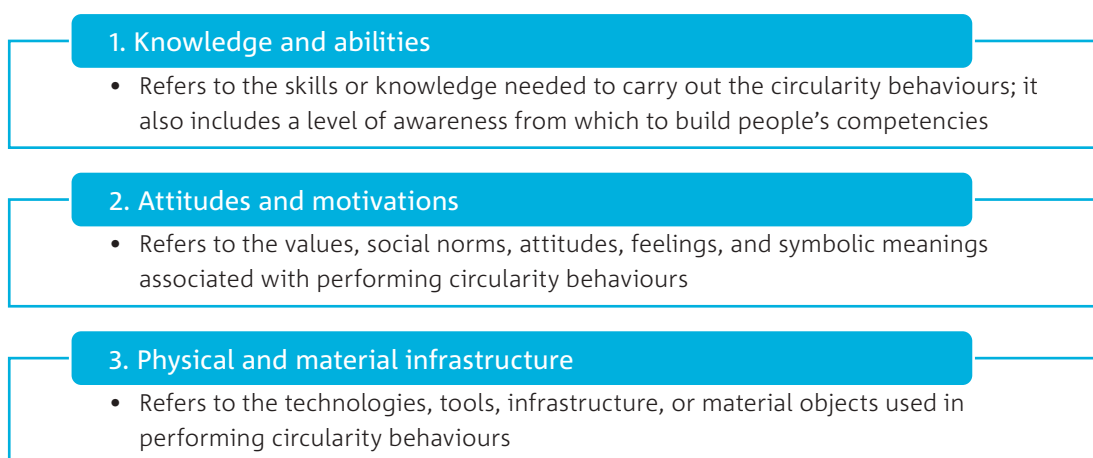 1. Knowledge and abilities
• Refers to the skills or knowledge needed to carry out the circularity behaviours; it
also includes a level of awareness from which to build people’s competencies
2. Attitudes and motivations
• Refers to the values, social norms, attitudes, feelings, and symbolic meanings
associated with performing circularity behaviours
3. Physical and material infrastructure
• Refers to the technologies, tools, infrastructure, or material objects used in
performing circularity behaviours